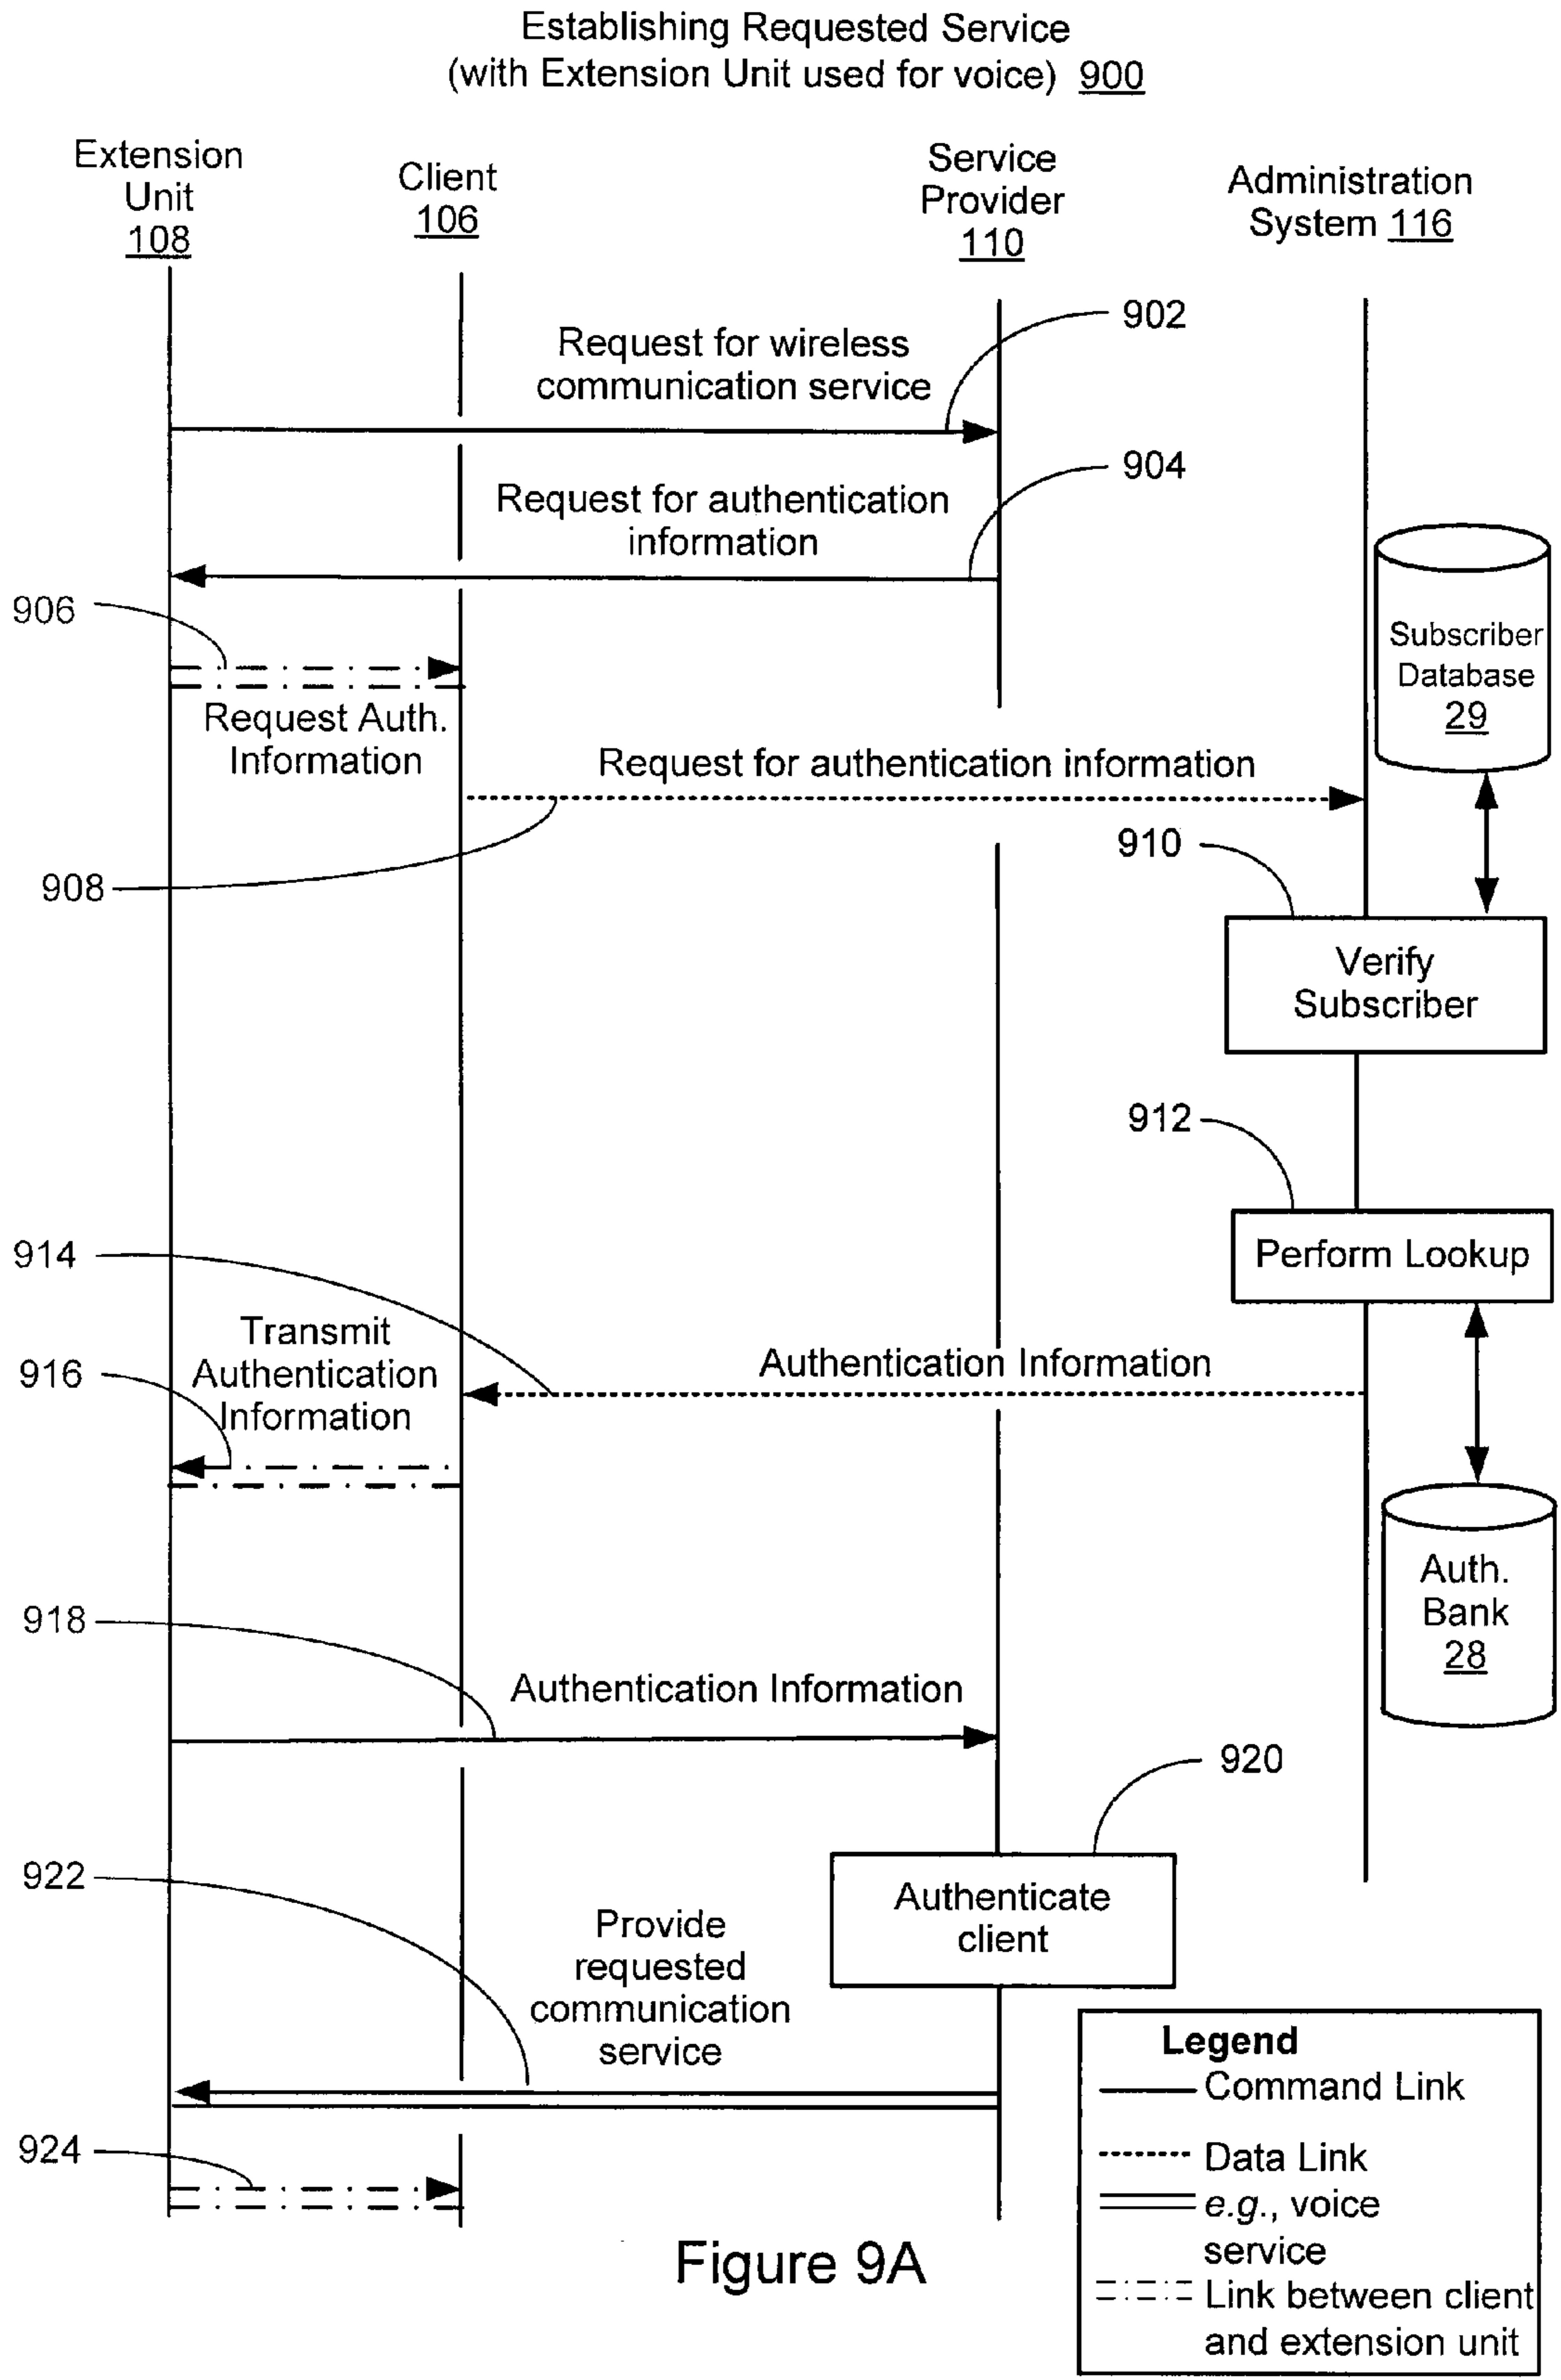 Establishing Requested Service
(with Extension Unit used for voice) 900
Extension
Unit
108
Client
106
Service
Provider
110
Administration
System 116
902
Request for wireless
communication service
904
Request for authentication
information
906
Subscriber
Database
29
Request Auth.
Information
Request for authentication information
910
908
Verify
Subscriber
912
914
Perform Lookup
Transmit
Authentication
Information
916
Authentication Information
Auth.
Bank
28
918
Authentication Information
920
922
Authenticate
client
Provide
requested
communication
service
924
Legend
Command Link
Data Link
e.g., voice
service
Link between client
and extension unit
Figure 9A